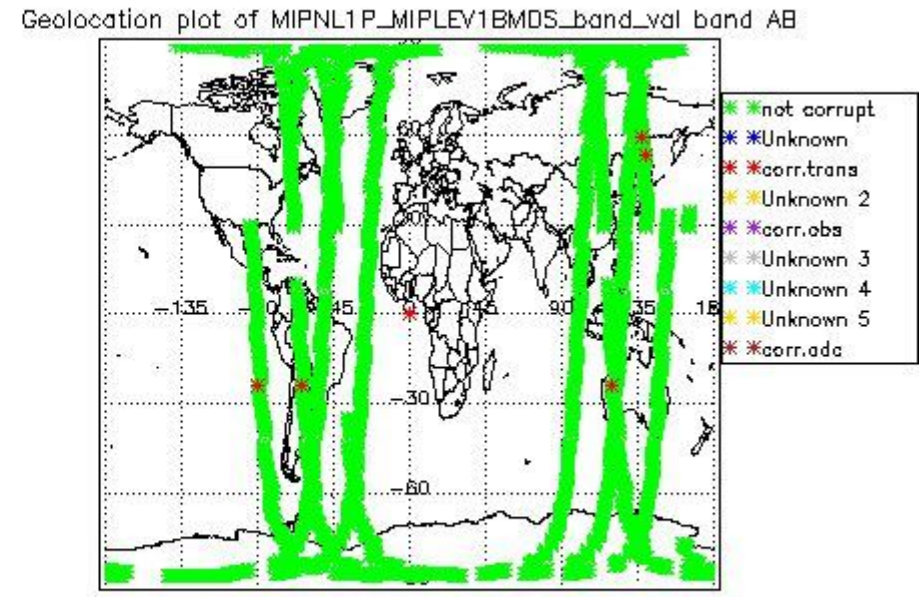 Geolocation plot of MIPNL1P_MIPLEV1BMDS_band_val band AB
60
-135
45
90
-30
-60
not corrupt
Unknown
corr.trans
Unknown 2
corr.obs
Unknown 3
Unknown 4
Unknown 5
corr.adc